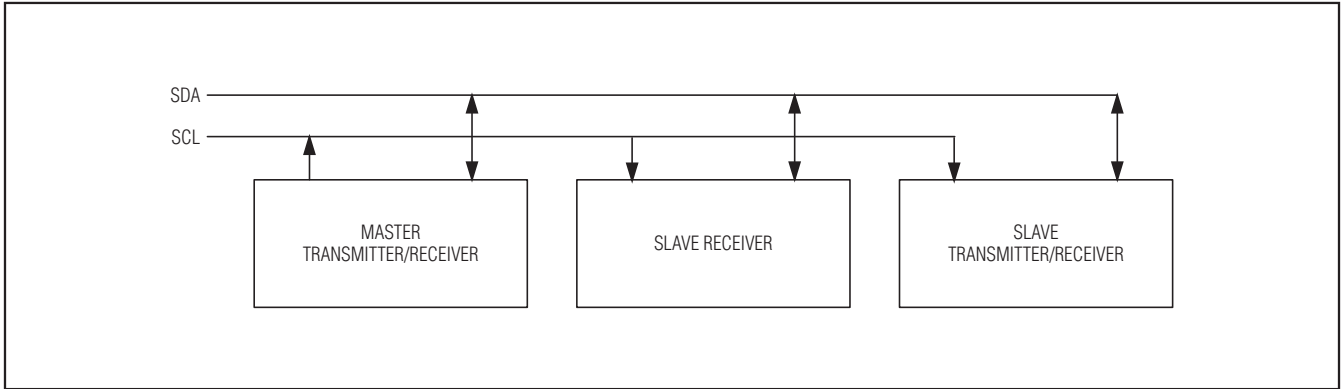 SDA
SCL
MASTER
TRANSMITTER/RECEIVER
SLAVE RECEIVER
SLAVE
TRANSMITTER/RECEIVER